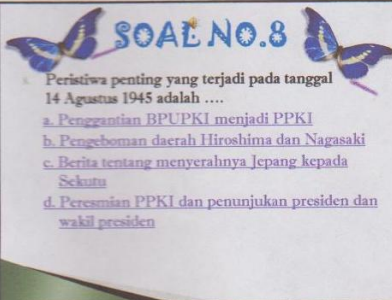 SOAL NO.8
Peristiwa penting yang terjadi pada tanggal
14 Agustus 1945 adalah ....
a. Penggantian BPUPKI menjadi PPKI
b. Pengeboman daerah Hiroshima dan Nagasaki
c. Berita tentang menyerahnya Jepang kepada
Sekutu
d. Peresmian PPKI dan penunjukan presiden dan
wakil presiden